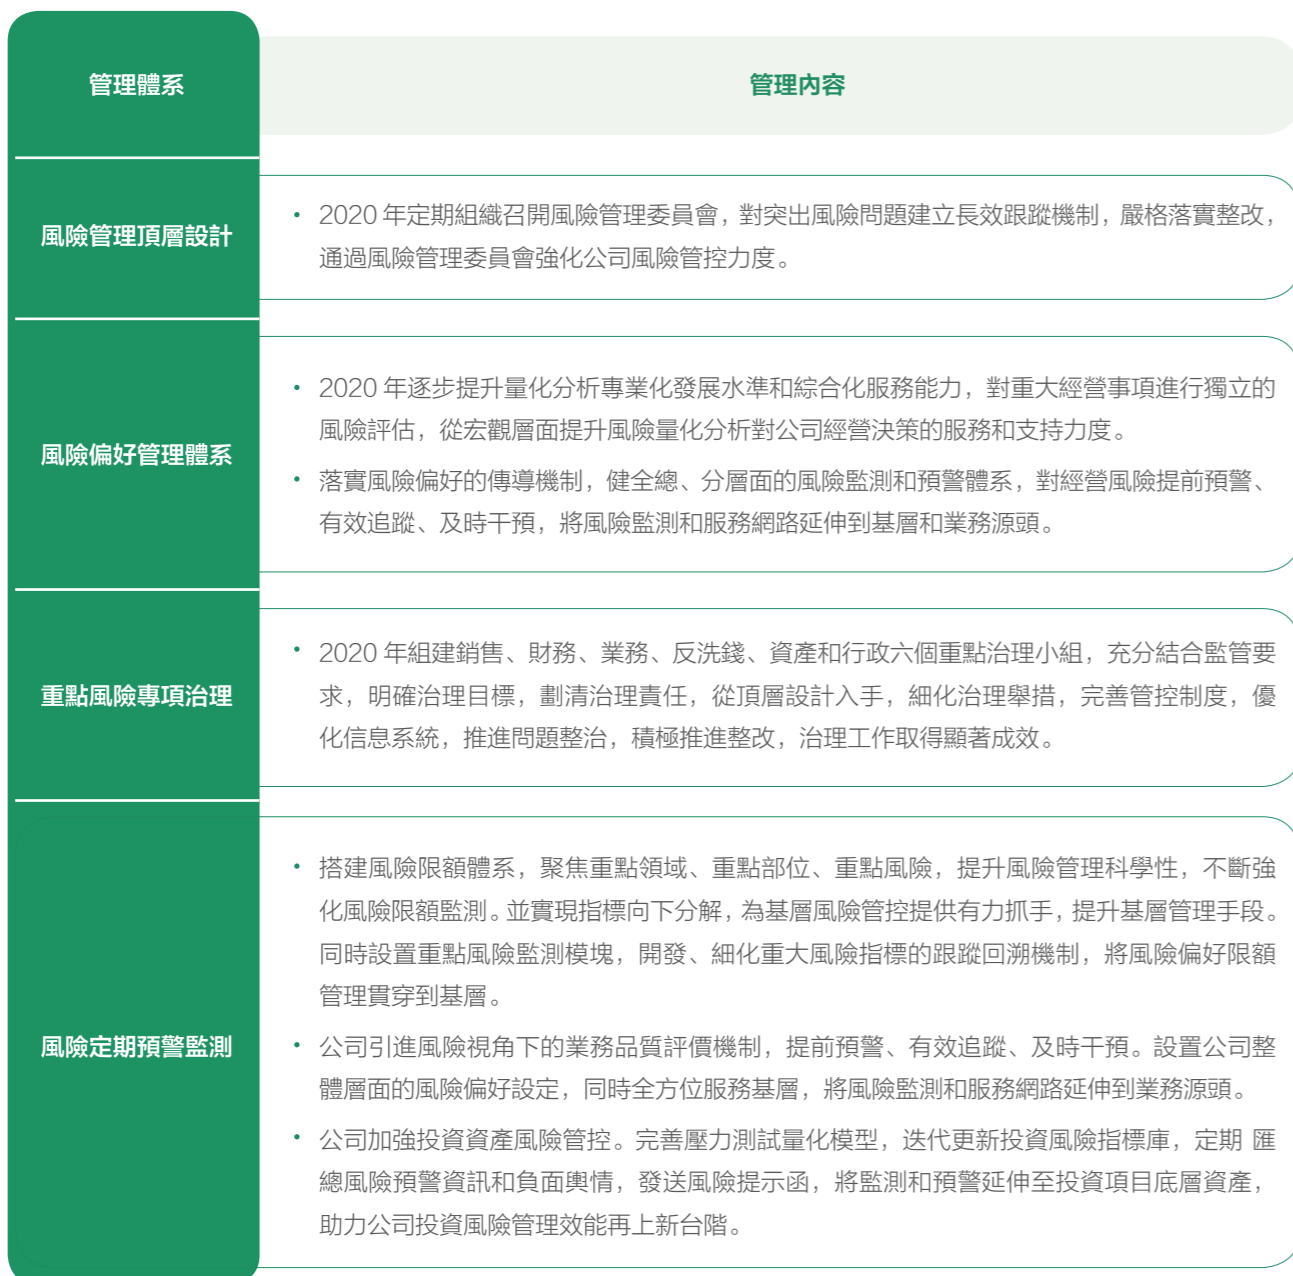 管理體系
管理內容
風險管理頂層設計
• 2020 年定期組織召開風險管理委員會，對突出風險問題建立長效跟蹤機制，嚴格落實整改，
通過風險管理委員會強化公司風險管控力度。
風險偏好管理體系
• 2020 年逐步提升量化分析專業化發展水準和綜合化服務能力，對重大經營事項進行獨立的
風險評估，從宏觀層面提升風險量化分析對公司經營決策的服務和支持力度。
• 落實風險偏好的傳導機制，健全總、分層面的風險監測和預警體系，對經營風險提前預警、
有效追蹤、及時干預，將風險監測和服務網路延伸到基層和業務源頭。
重點風險專項治理
• 2020 年組建銷售、財務、業務、反洗錢、資產和行政六個重點治理小組，充分結合監管要
求，明確治理目標，劃清治理責任，從頂層設計入手，細化治理舉措，完善管控制度，優
化信息系統，推進問題整治，積極推進整改，治理工作取得顯著成效。
風險定期預警監測
• 搭建風險限額體系，聚焦重點領域、重點部位、重點風險，提升風險管理科學性，不斷強
化風險限額監測。並實現指標向下分解，為基層風險管控提供有力抓手，提升基層管理手段。
同時設置重點風險監測模塊，開發、細化重大風險指標的跟蹤回溯機制，將風險偏好限額
管理貫穿到基層。
• 公司引進風險視角下的業務品質評價機制，提前預警、有效追蹤、及時干預。設置公司整
體層面的風險偏好設定，同時全方位服務基層，將風險監測和服務網路延伸到業務源頭。
• 公司加強投資資產風險管控。完善壓力測試量化模型，迭代更新投資風險指標庫，定期 匯
總風險預警資訊和負面輿情，發送風險提示函，將監測和預警延伸至投資項目底層資產，
助力公司投資風險管理效能再上新台階。